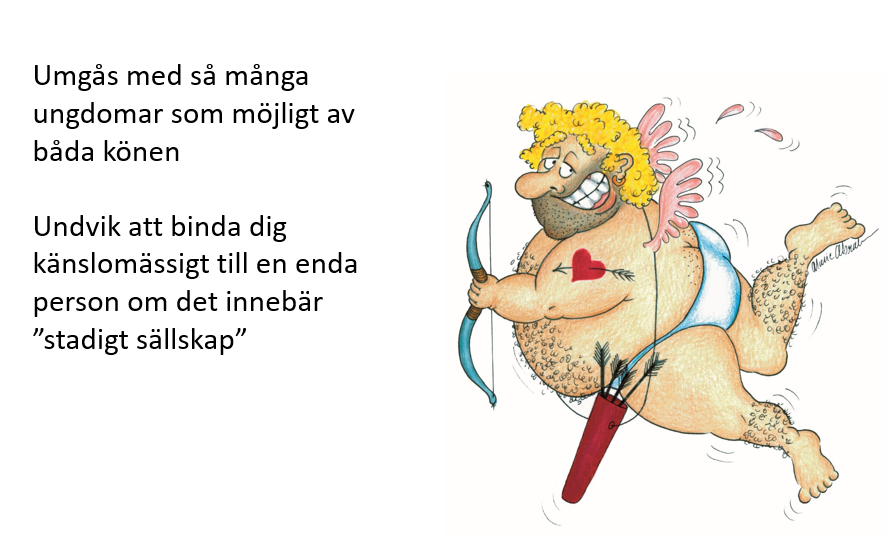 Umgås med så många
ungdomar som möjligt av
båda könen
Undvik att binda dig
känslomässigt till en enda
person om det innebär
”stadigt sällskap”